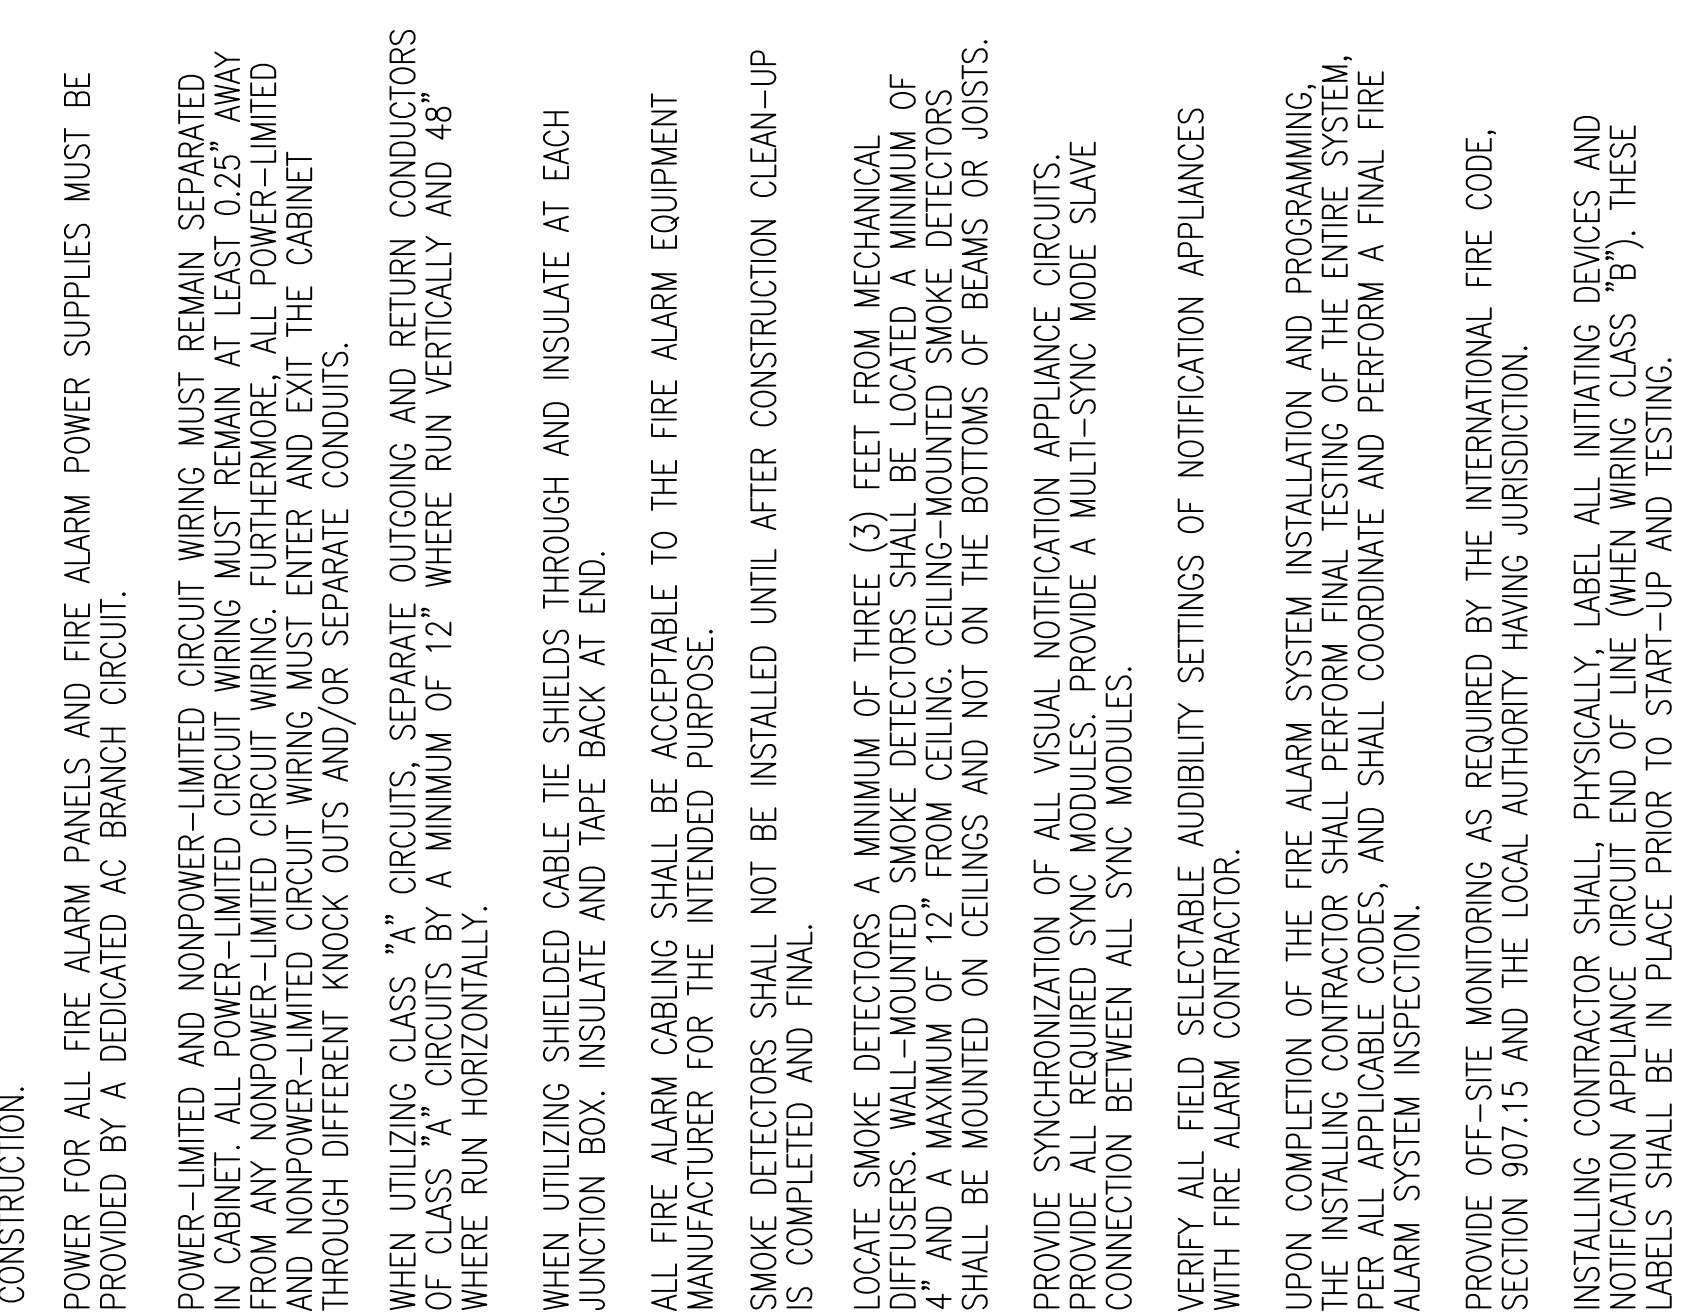 CONSTRUCTION.
POWER FOR ALL FIRE ALARM PANELS AND FIRE ALARM POWER SUPPLIES MUST BE
PROVIDED BY A DEDICATED AC BRANCH CIRCUIT.
POWER-LIMITED AND NONPOWER-LIMITED CIRCUIT WIRING MUST REMAIN SEPARATED
IN CABINET. ALL POWER-LIMITED CIRCUIT WIRING MUST REMAIN AT LEAST 0.25" AWAY
FROM ANY NONPOWER-LIMITED CIRCUIT WIRING. FURTHERMORE, ALL POWER-LIMITED
AND NONPOWER-LIMITED CIRCUIT WIRING MUST ENTER AND EXIT THE CABINET
THROUGH DIFFERENT KNOCK OUTS AND/OR SEPARATE CONDUITS.
WHEN UTILIZING CLASS "A" CIRCUITS, SEPARATE OUTGOING AND RETURN CONDUCTORS
OF CLASS "A" CIRCUITS BY A MINIMUM OF 12" WHERE RUN VERTICALLY AND 48"
WHERE RUN HORIZONTALLY.
WHEN UTILIZING SHIELDED CABLE TIE SHIELDS THROUGH AND INSULATE AT EACH
JUNCTION BOX. INSULATE AND TAPE BACK AT END.
ALL FIRE ALARM CABLING SHALL BE ACCEPTABLE TO THE FIRE ALARM EQUIPMENT
MANUFACTURER FOR THE INTENDED PURPOSE.
SMOKE DETECTORS SHALL NOT BE INSTALLED UNTIL AFTER CONSTRUCTION CLEAN-UP
IS COMPLETED AND FINAL.
LOCATE SMOKE DETECTORS A MINIMUM OF THREE (3) FEET FROM MECHANICAL
DIFFUSERS. WALL-MOUNTED SMOKE DETECTORS SHALL BE LOCATED A MINIMUM OF
4" AND A MAXIMUM OF 12" FROM CEILING. CEILING-MOUNTED SMOKE DETECTORS
SHALL BE MOUNTED ON CEILINGS AND NOT ON THE BOTTOMS OF BEAMS OR JOISTS.
PROVIDE SYNCHRONIZATION OF ALL VISUAL NOTIFICATION APPLIANCE CIRCUITS.
PROVIDE ALL REQUIRED SYNC MODULES. PROVIDE A MULTI-SYNC MODE SLAVE
CONNECTION BETWEEN ALL SYNC MODULES.
VERIFY ALL FIELD SELECTABLE AUDIBILITY SETTINGS OF NOTIFICATION APPLIANCES
WITH FIRE ALARM CONTRACTOR.
UPON COMPLETION OF THE FIRE ALARM SYSTEM INSTALLATION AND PROGRAMMING,
THE INSTALLING CONTRACTOR SHALL PERFORM FINAL TESTING OF THE ENTIRE SYSTEM,
PER ALL APPLICABLE CODES, AND SHALL COORDINATE AND PERFORM A FINAL FIRE
ALARM SYSTEM INSPECTION.
PROVIDE OFF-SITE MONITORING AS REQUIRED BY THE INTERNATIONAL FIRE CODE,
SECTION 907.15 AND THE LOCAL AUTHORITY HAVING JURISDICTION.
INSTALLING CONTRACTOR SHALL, PHYSICALLY, LABEL ALL INITIATING DEVICES AND
NOTIFICATION APPLIANCE CIRCUIT END OF LINE (WHEN WIRING CLASS "B"). THESE
LABELS SHALL BE IN PLACE PRIOR TO START-UP AND TESTING.